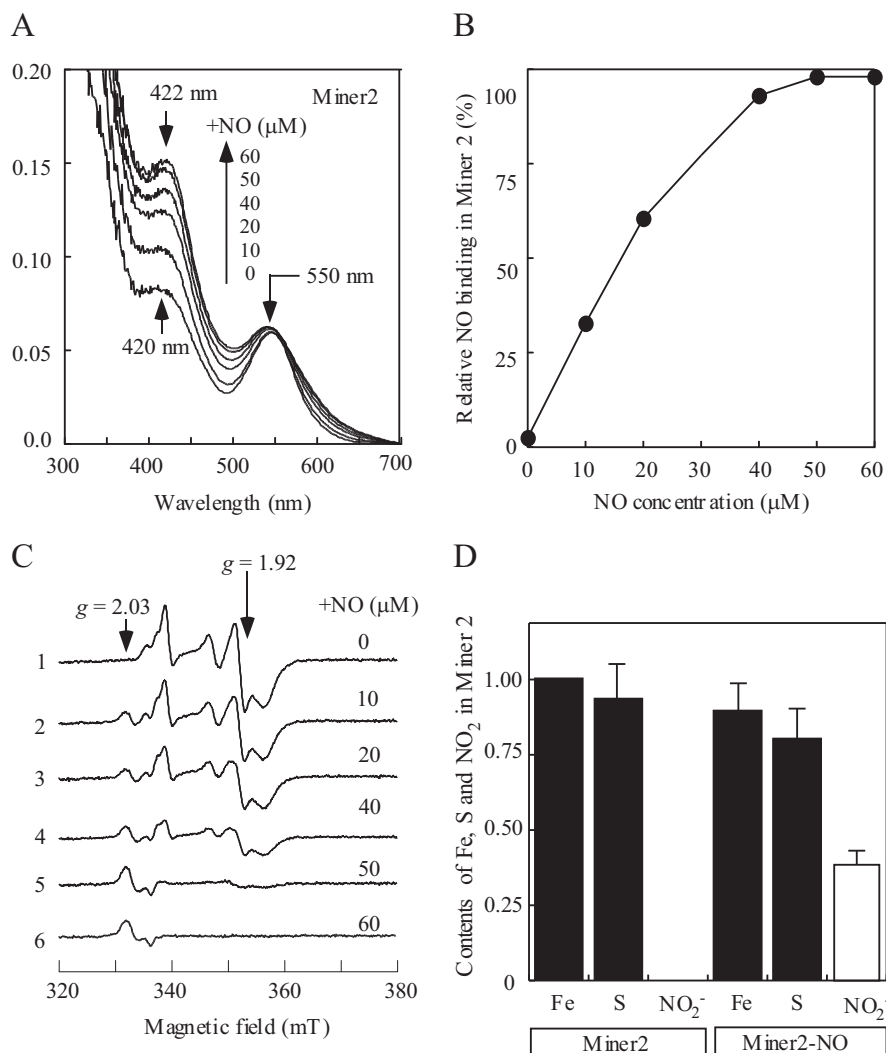 A
0.20
0.15
0.10
0.05
0.0
422 nm
Miner2
+NO (μM)
60
50
40
20
10
0
550 nm
420 nm
300 400 500 600 700
Wavelength (nm)
B
Relative NO binding in Miner 2 (%)
100
75
50
25
0
0 10 20 30 40 50 60
NO concentration (μM)
C
g = 1.92
g = 2.03
+NO (μM)
1 0
2 10
3 20
4 40
5 50
6 60
320 340 360 380
Magnetic field (mT)
D
Contents of Fe, S and NO2 in Miner 2
1.00
0.75
0.50
0.25
0
Fe S NO2- Fe S NO2-
Miner2 Miner2-NO